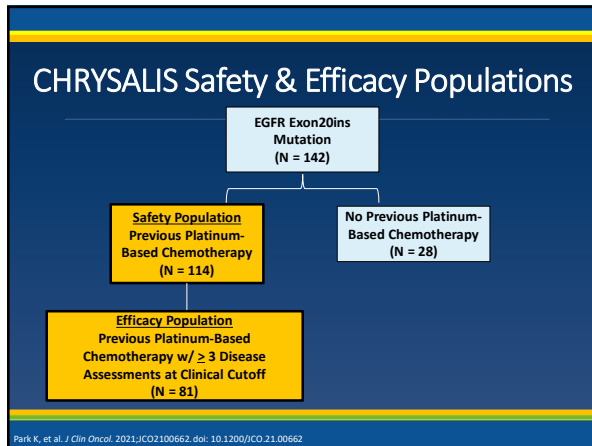 CHRYSALIS Safety & Efficacy Populations
EGFR Exon20ins
Mutation
(N = 142)
Safety Population
Previous Platinum-
Based Chemotherapy
(N = 114)
No Previous Platinum-
Based Chemotherapy
(N = 28)
Efficacy Population
Previous Platinum-Based
Chemotherapy w/ > 3 Disease
Assessments at Clinical Cutoff
(N = 81)
Park K, et al. J Clin Oncol. 2021;JCO2100662. doi: 10.1200/JCO.21.00662